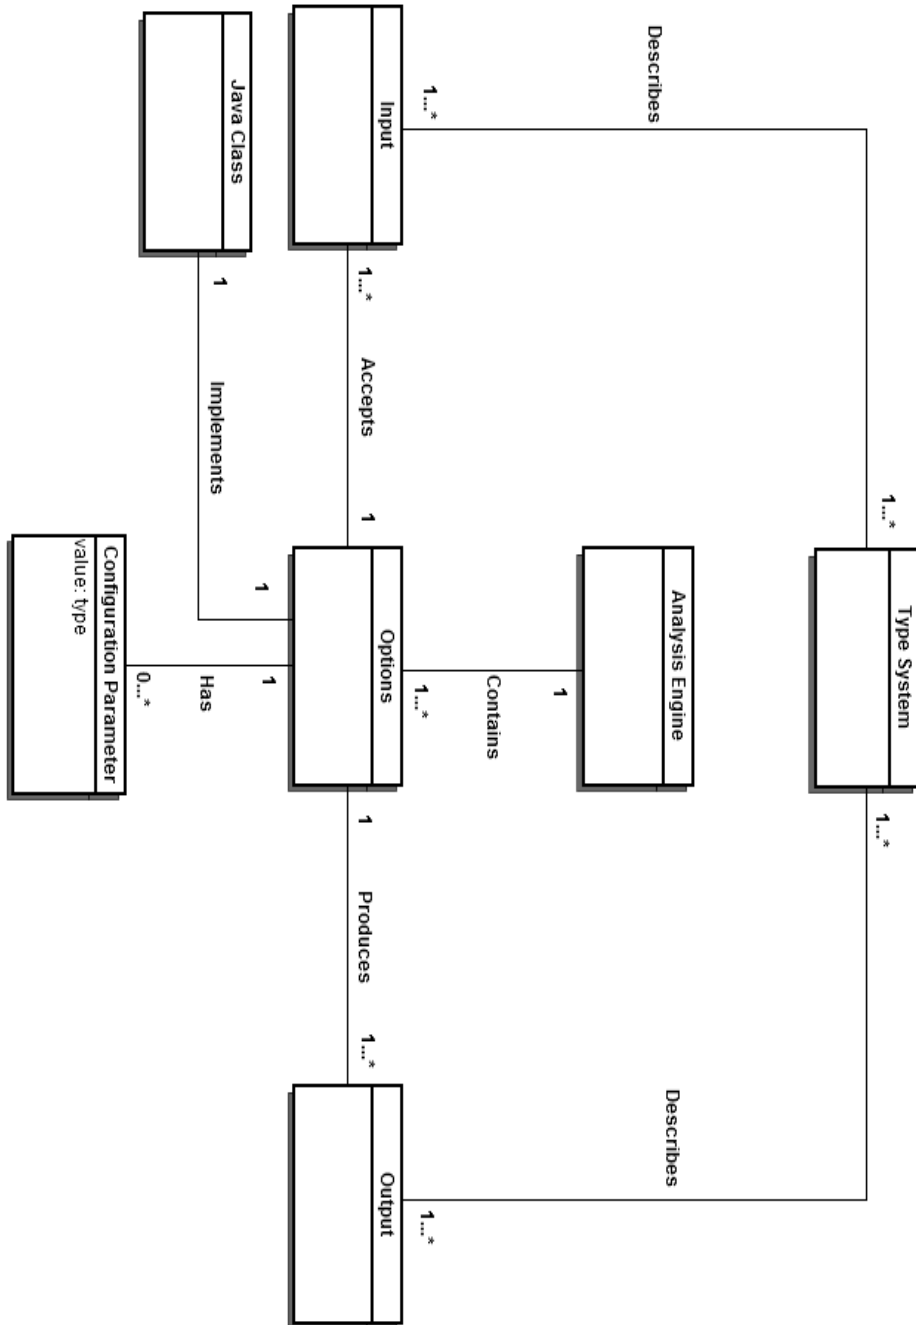 Type System
1...*
1...*
Describes
Describes
Analysis Engine
1
Contains
1...*
1...*
1...*
Input
Options
Output
1...*
Accepts
1
1
Produces
1...*
Java Class
1
Implements
1
1
Has
0...*
Configuration Parameter
value: type